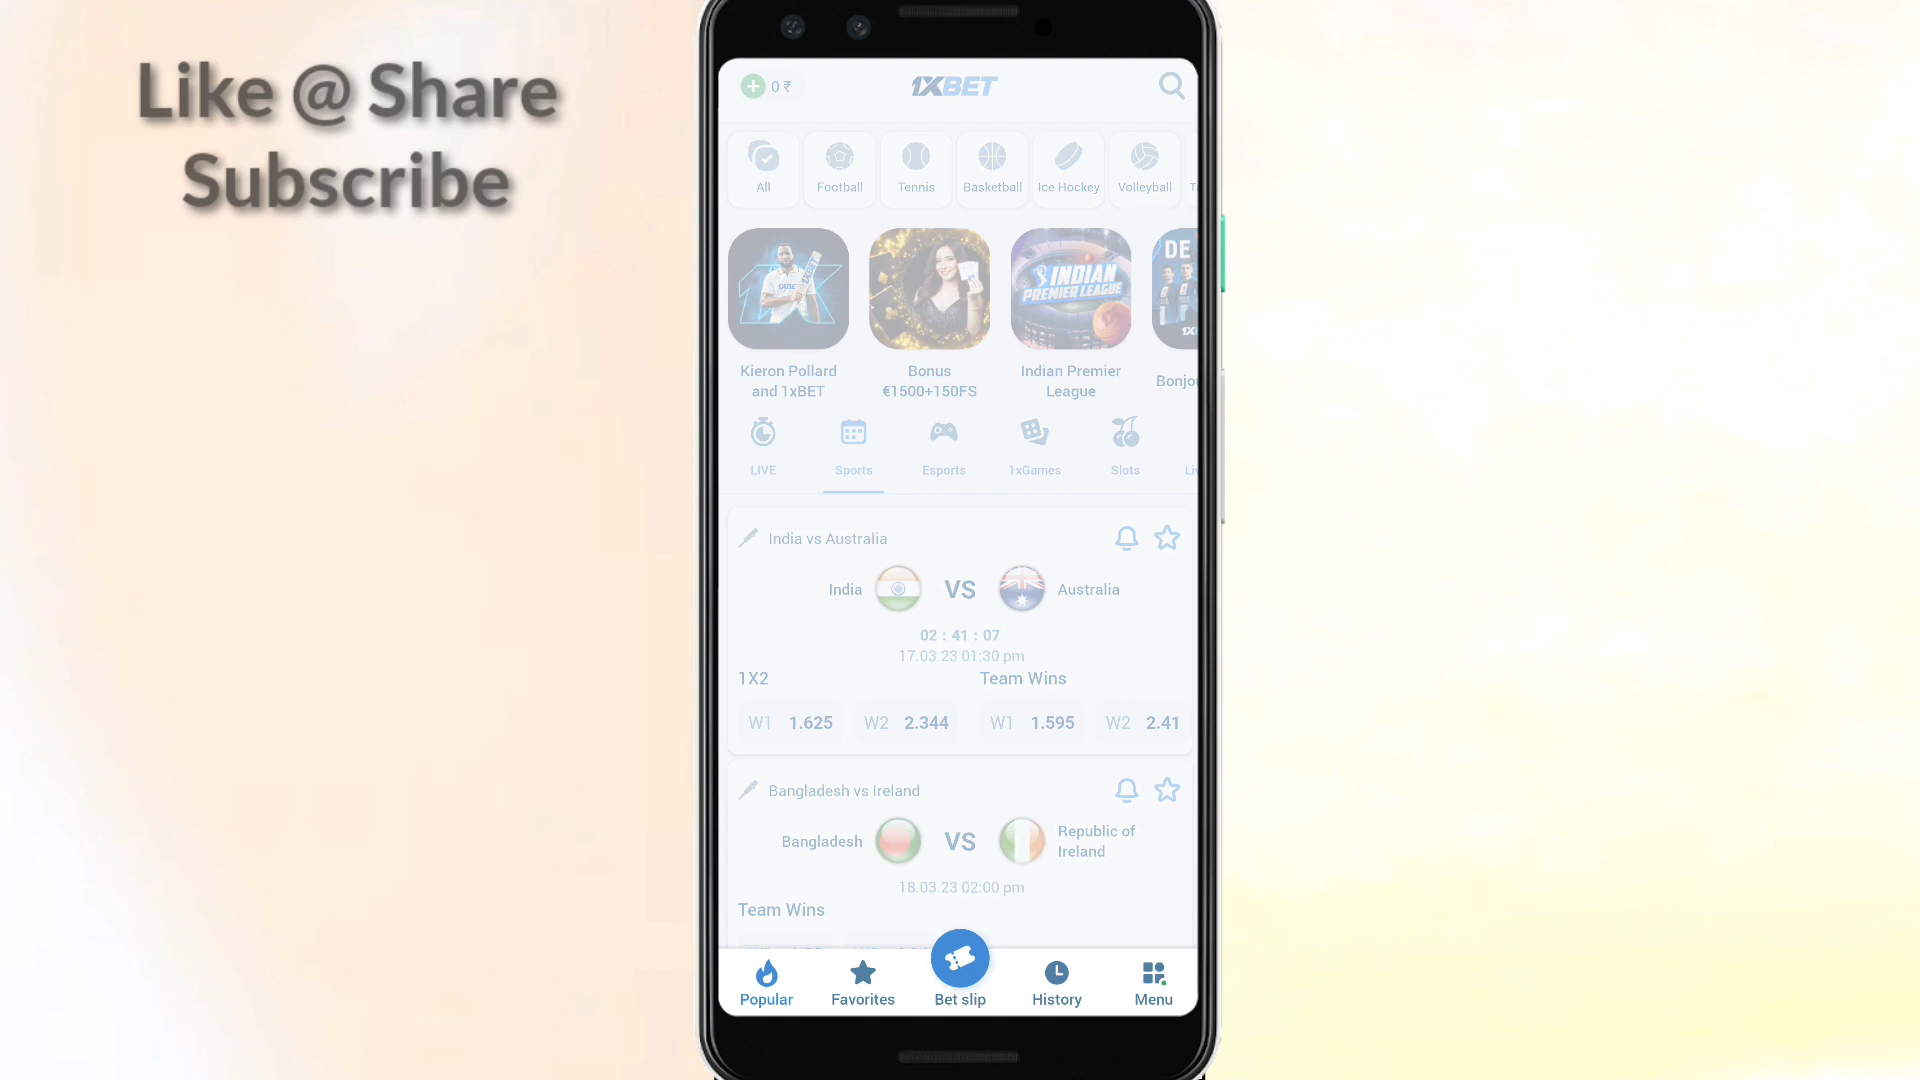 Like @ Share
Subscribe
0 ₹
1XBET
All
Football
Tennis
Basketball
Ice Hockey
Volleyball
DE
INDIAN
PREMIER LEAGUE
Kieron Pollard
and 1xBET
Bonus
€1500+150FS
Indian Premier
League
LIVE
Sports
Esports
1xGames
Slots
India vs Australia
India
VS
Australia
02 : 41 : 07
17.03.23 01:30 pm
1X2
Team Wins
W1 1.625
W2 2.344
W1 1.595
W2 2.41
Bangladesh vs Ireland
Bangladesh
VS
Republic of
Ireland
18.03.23 02:00 pm
Team Wins
Popular
Favorites
Bet slip
History
Menu